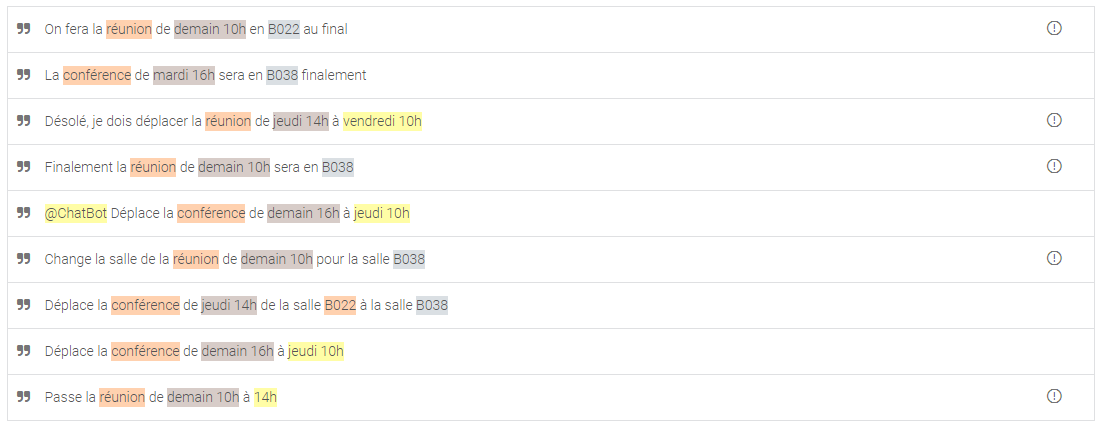 On fera la réunion de demain 10h en B022 au final
La conférence de mardi 16h sera en B038 finalement
Désolé, je dois déplacer la réunion de jeudi 14h à vendredi 10h
Finalement la réunion de demain 10h sera en B038
@ChatBot Déplace la conférence de demain 16h à jeudi 10h
Change la salle de la réunion de demain 10h pour la salle B038
Déplace la conférence de jeudi 14h de la salle B022 à la salle B038
Déplace la conférence de demain 16h à jeudi 10h
Passe la réunion de demain 10h à 14h